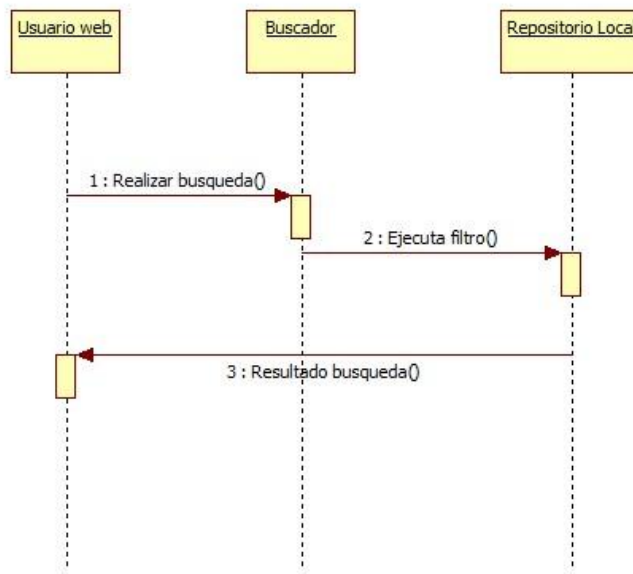 Usuario web
Buscador
Repositorio Loca
1 : Realizar busqueda()
2 : Ejecuta filtro()
3 : Resultado busqueda()